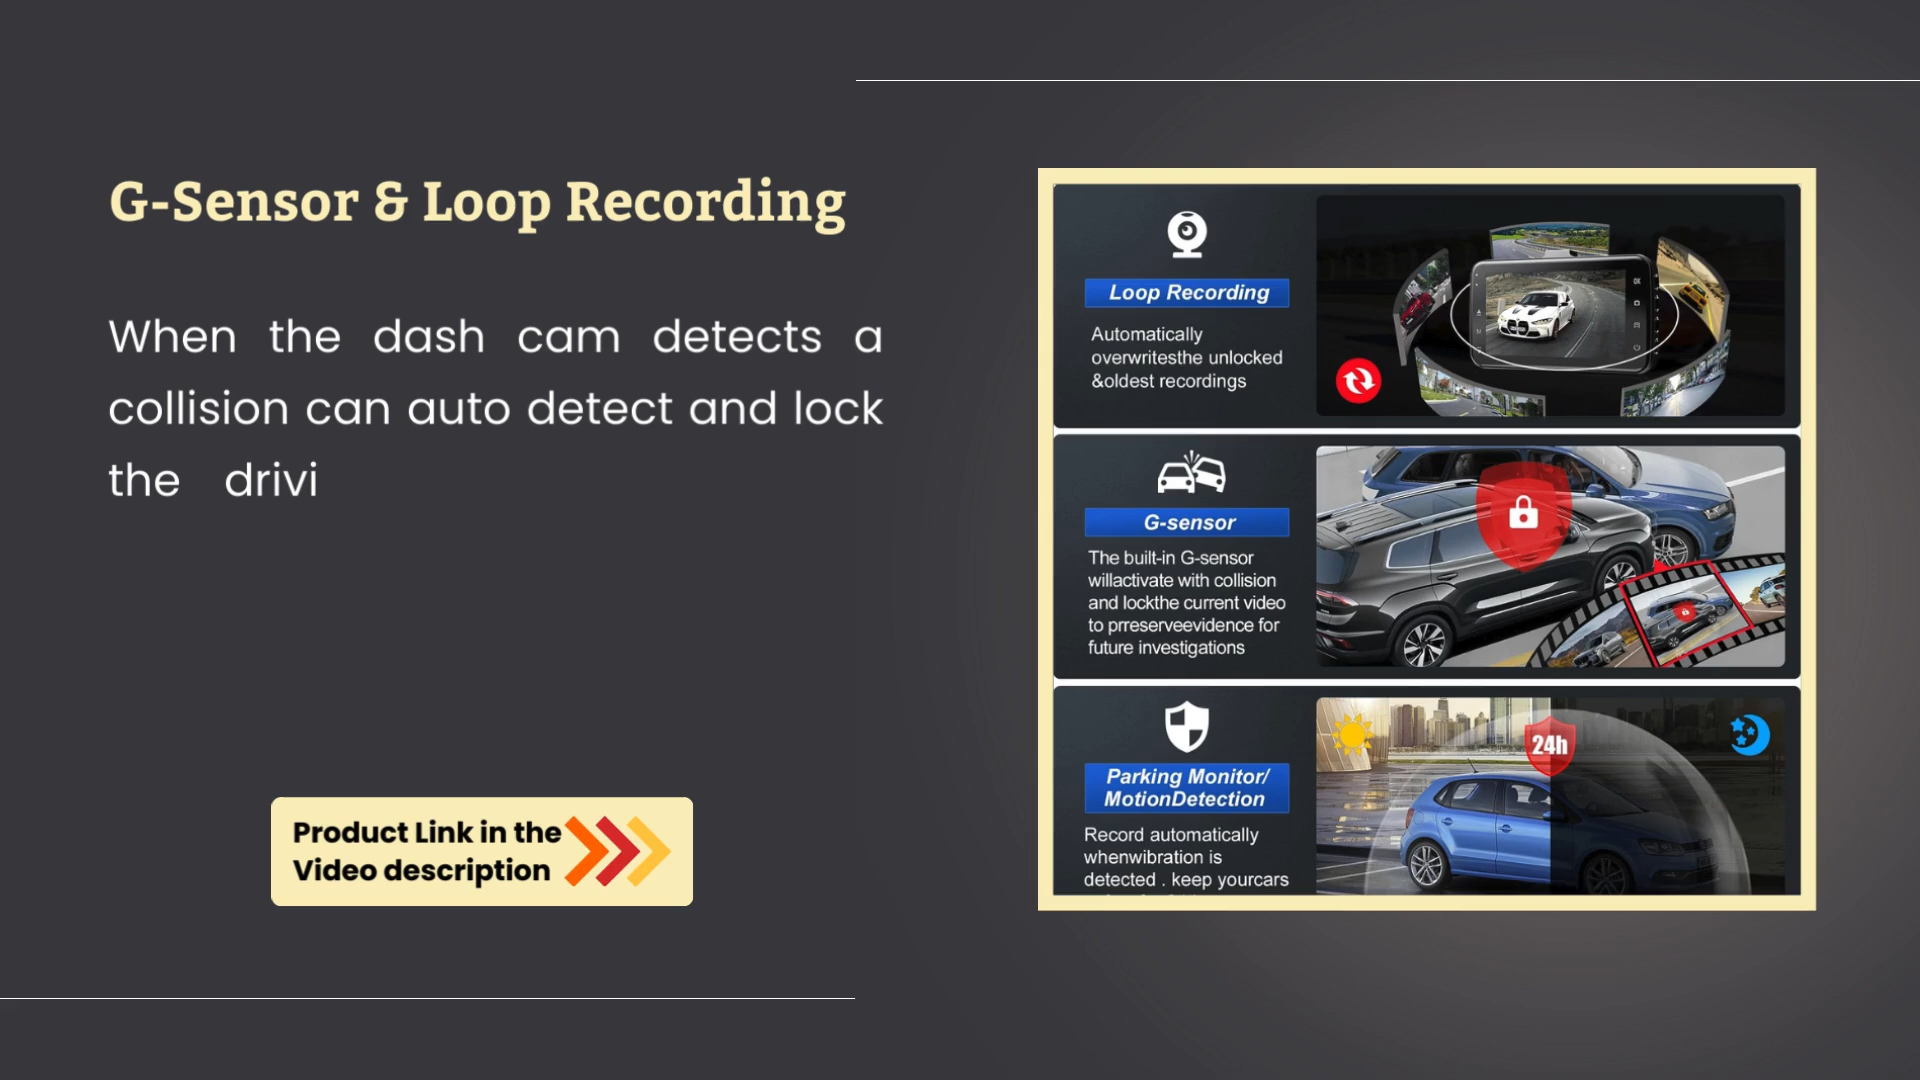 G-Sensor & Loop Recording
When the dash cam detects a
collision can auto detect and lock
the drivi
Product Link in the
Video description
Loop Recording
Automatically
overwritesthe unlocked
&oldest recordings
G-sensor
The built-in G-sensor
willactivate with collision
and lockthe current video
to prreserveevidence for
future investigations
24h
Parking Monitor/
MotionDetection
Record automatically
whenwibration is
detected . keep yourcars